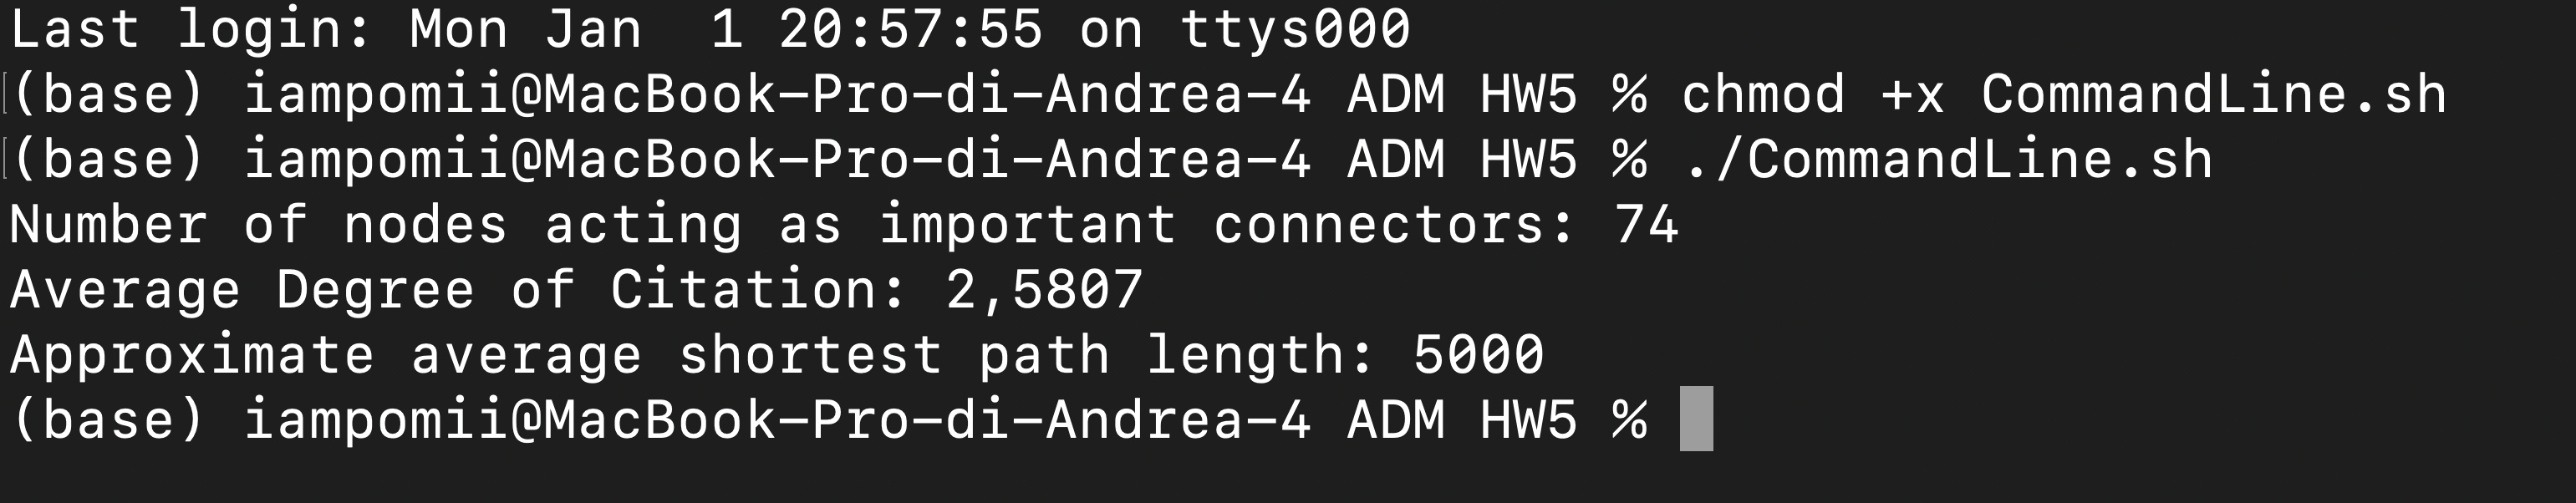 Last login: Mon Jan  1 20:57:55 on ttys000
(base) iampomii@MacBook-Pro-di-Andrea-4 ADM HW5 % chmod +x CommandLine.sh
(base) iampomii@MacBook-Pro-di-Andrea-4 ADM HW5 % ./CommandLine.sh
Number of nodes acting as important connectors: 74
Average Degree of Citation: 2,5807
Approximate average shortest path length: 5000
(base) iampomii@MacBook-Pro-di-Andrea-4 ADM HW5 %